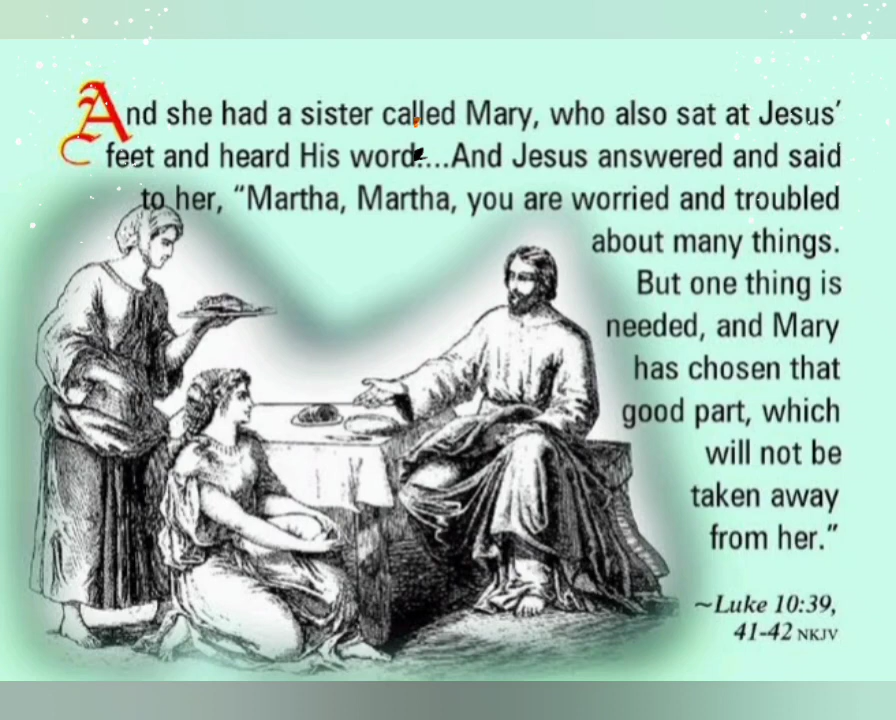 And she had a sister called Mary, who also sat at Jesus’
feet and heard His word....And Jesus answered and said
to her, “Martha, Martha, you are worried and troubled
about many things.
But one thing is
needed, and Mary
has chosen that
good part, which
will not be
taken away
from her.”
~Luke 10:39,
41-42 NKJV